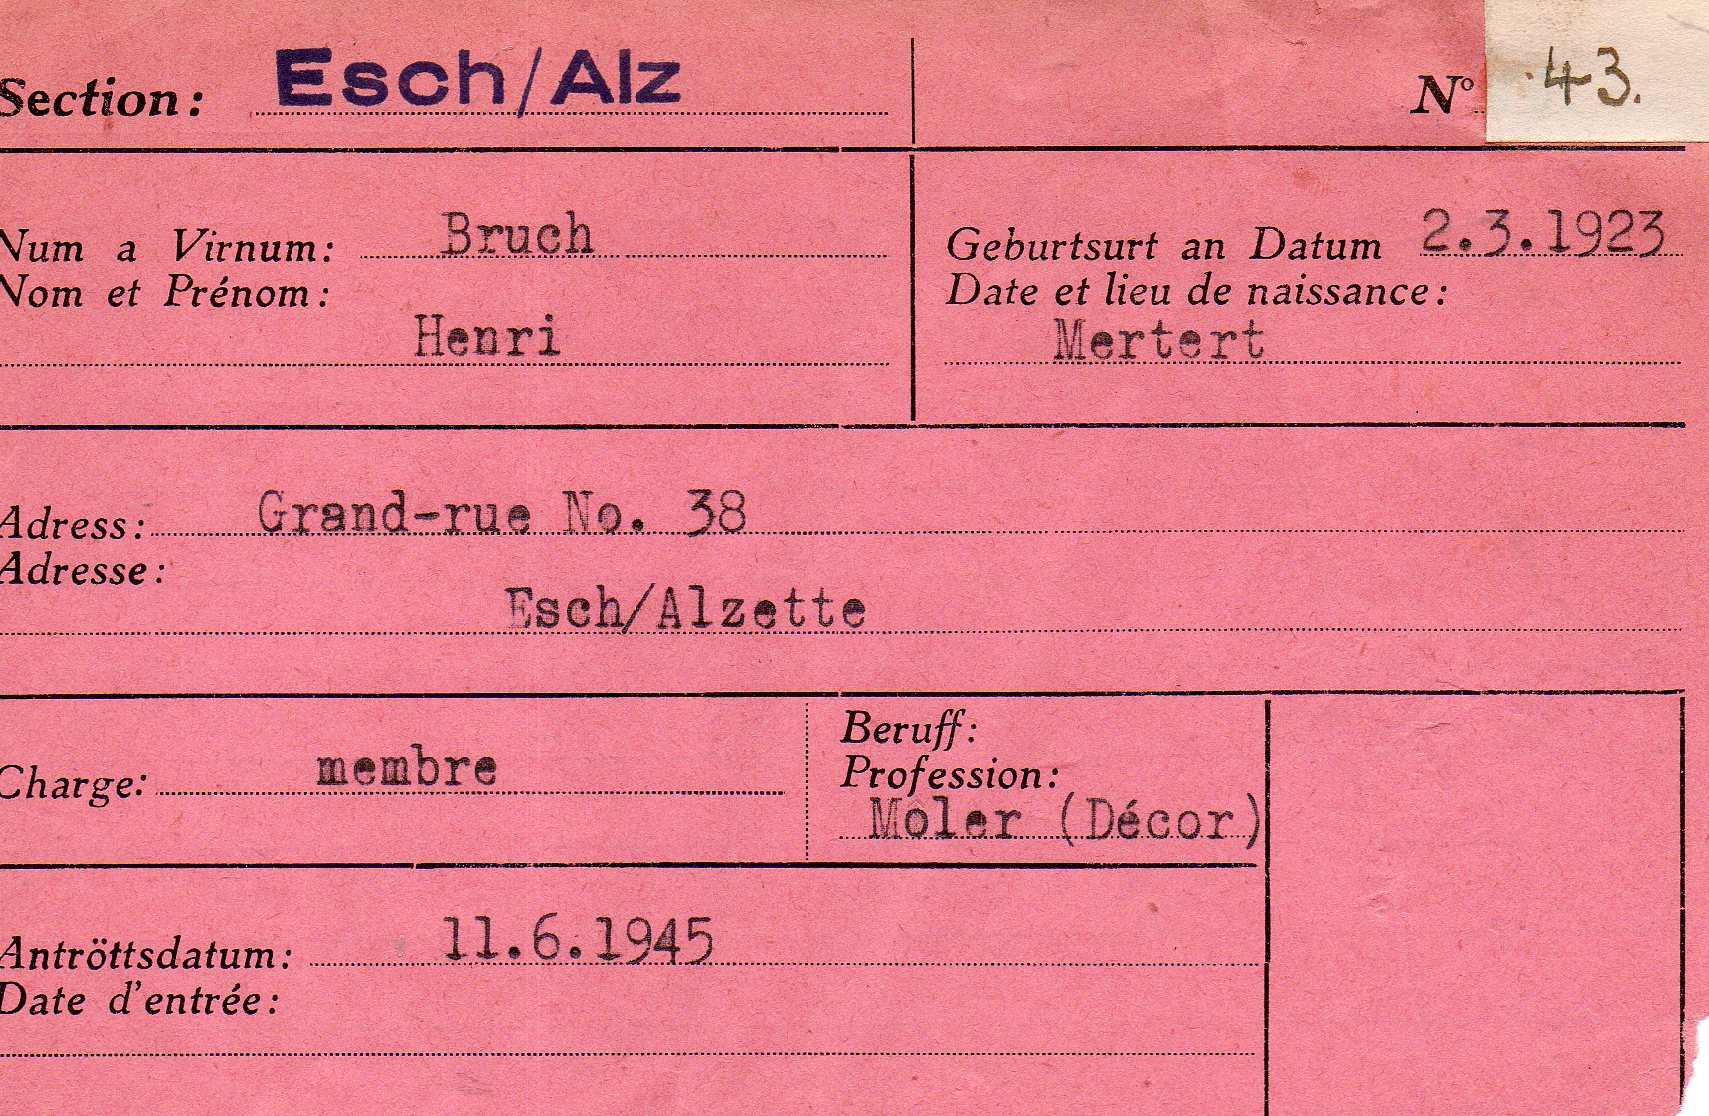 Section: Esch/Alz
N° 43.
Num a Virnum: Bruch
Nom et Prénom:
Henri
Geburtsurt an Datum 2.3.1923
Date et lieu de naissance:
Mertert
Adress: Grand-rue No. 38
Adresse:
Esch/Alzette
Charge: membre
Beruff:
Profession:
Môler (Décor)
Antröttsdatum: 11.6.1945
Date d'entrée: